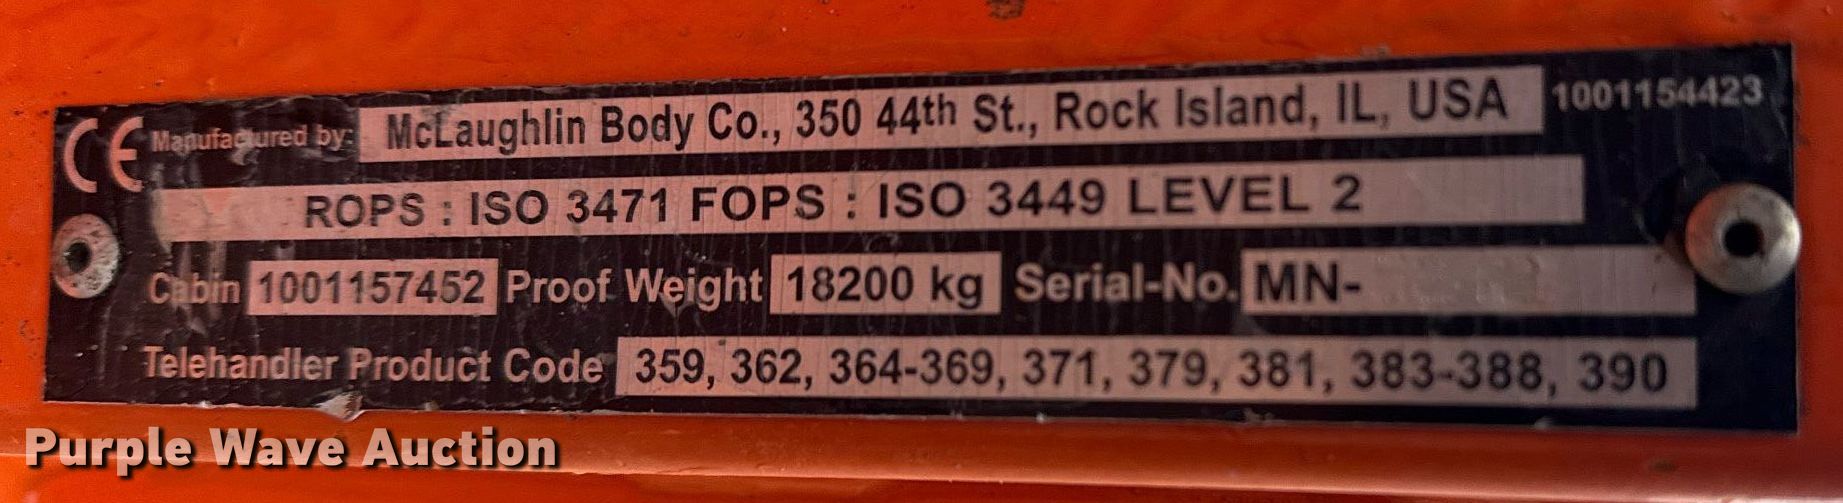 CE Manufactured by: McLaughlin Body Co., 350 44th St., Rock Island, IL, USA 1001154423
ROPS : ISO 3471 FOPS : ISO 3449 LEVEL 2
Cabin 1001157452 Proof Weight 18200 kg Serial-No. MN-
Telehandler Product Code 359, 362, 364-369, 371, 379, 381, 383-388, 390
Purple Wave Auction